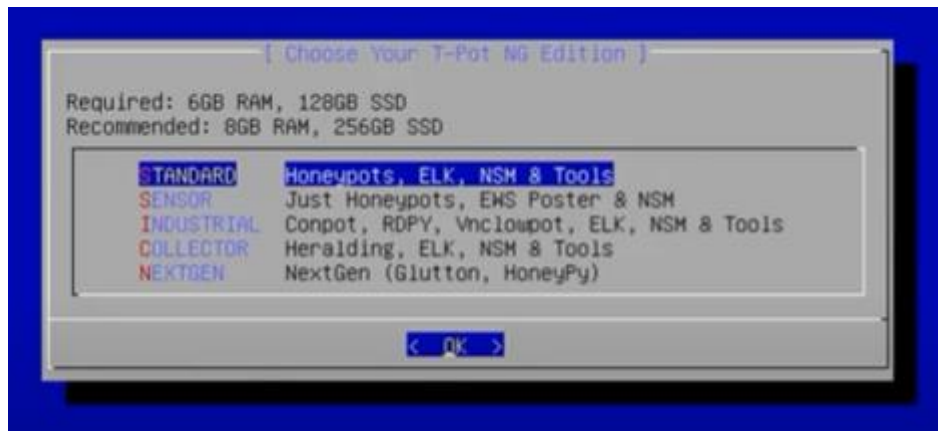 [ Choose Your T-Pot NG Edition ]
Required: 6GB RAM, 128GB SSD
Recommended: 8GB RAM, 256GB SSD
STANDARD Honeypots, ELK, NSM & Tools
SENSOR Just Honeypots, EWS Poster & NSM
INDUSTRIAL Conpot, RDPY, Vnclowpot, ELK, NSM & Tools
COLLECTOR Heralding, ELK, NSM & Tools
NEXTGEN NextGen (Glutton, HoneyPy)
< OK >